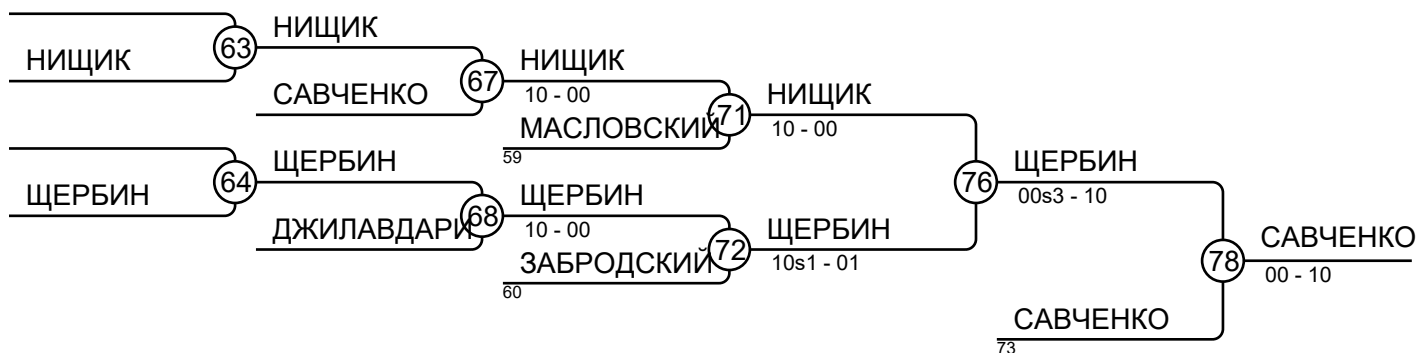 НИЩИК
63
НИЩИК
САВЧЕНКО
67
НИЩИК
10 - 00
МАСЛОВСКИЙ
59
71
НИЩИК
10 - 00
ЩЕРБИН
64
ЩЕРБИН
ДЖИЛАВДАРИ
68
ЩЕРБИН
10 - 00
ЗАБРОДСКИЙ
60
72
ЩЕРБИН
10s1 - 01
76
ЩЕРБИН
00s3 - 10
САВЧЕНКО
73
78
САВЧЕНКО
00 - 10